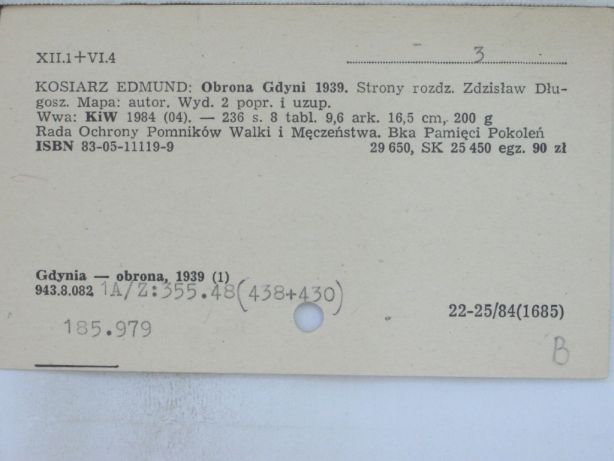 XII.1+VI.4
3
KOSIARZ EDMUND: Obrona Gdyni 1939. Strony rozdz. Zdzisław Dłu-
gosz. Mapa: autor. Wyd. 2 popr. i uzup.
Wwa: KiW 1984 (04). — 236 s. 8 tabl. 9,6 ark. 16,5 cm, 200 g
Rada Ochrony Pomników Walki i Męczeństwa. Bka Pamięci Pokoleń
ISBN 83-05-11119-9 29 650, SK 25 450 egz. 90 zł
Gdynia — obrona, 1939 (1)
943.8.082 1A/Z:355.48(438+430)
22-25/84(1685)
185.979
B